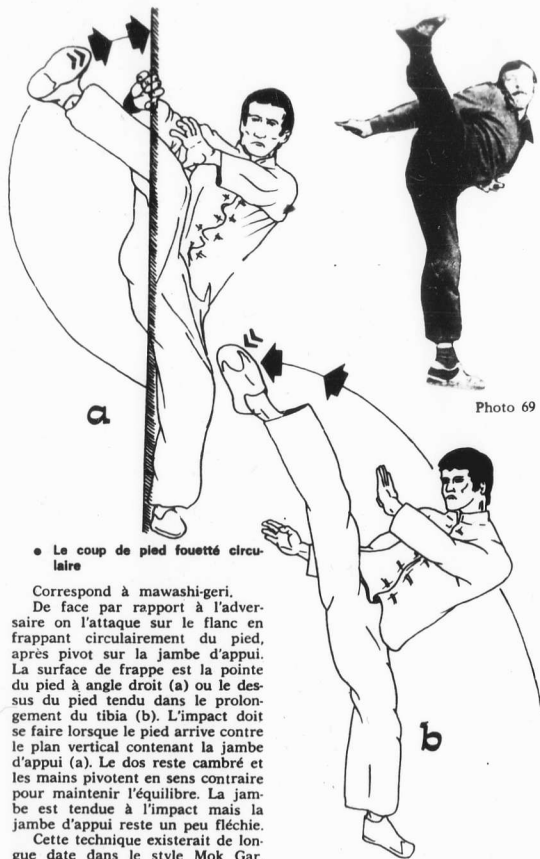 a
Photo 69
b
• Le coup de pied fouetté circu-
laire
Correspond à mawashi-geri.
De face par rapport à l'adver-
saire on l'attaque sur le flanc en
frappant circulairement du pied,
après pivot sur la jambe d'appui.
La surface de frappe est la pointe
du pied à angle droit (a) ou le des-
sus du pied tendu dans le prolon-
gement du tibia (b). L'impact doit
se faire lorsque le pied arrive contre
le plan vertical contenant la jambe
d'appui (a). Le dos reste cambré et
les mains pivotent en sens contraire
pour maintenir l'équilibre. La jam-
be est tendue à l'impact mais la
jambe d'appui reste un peu fléchie.
Cette technique existerait de lon-
gue date dans le style Mok Gar